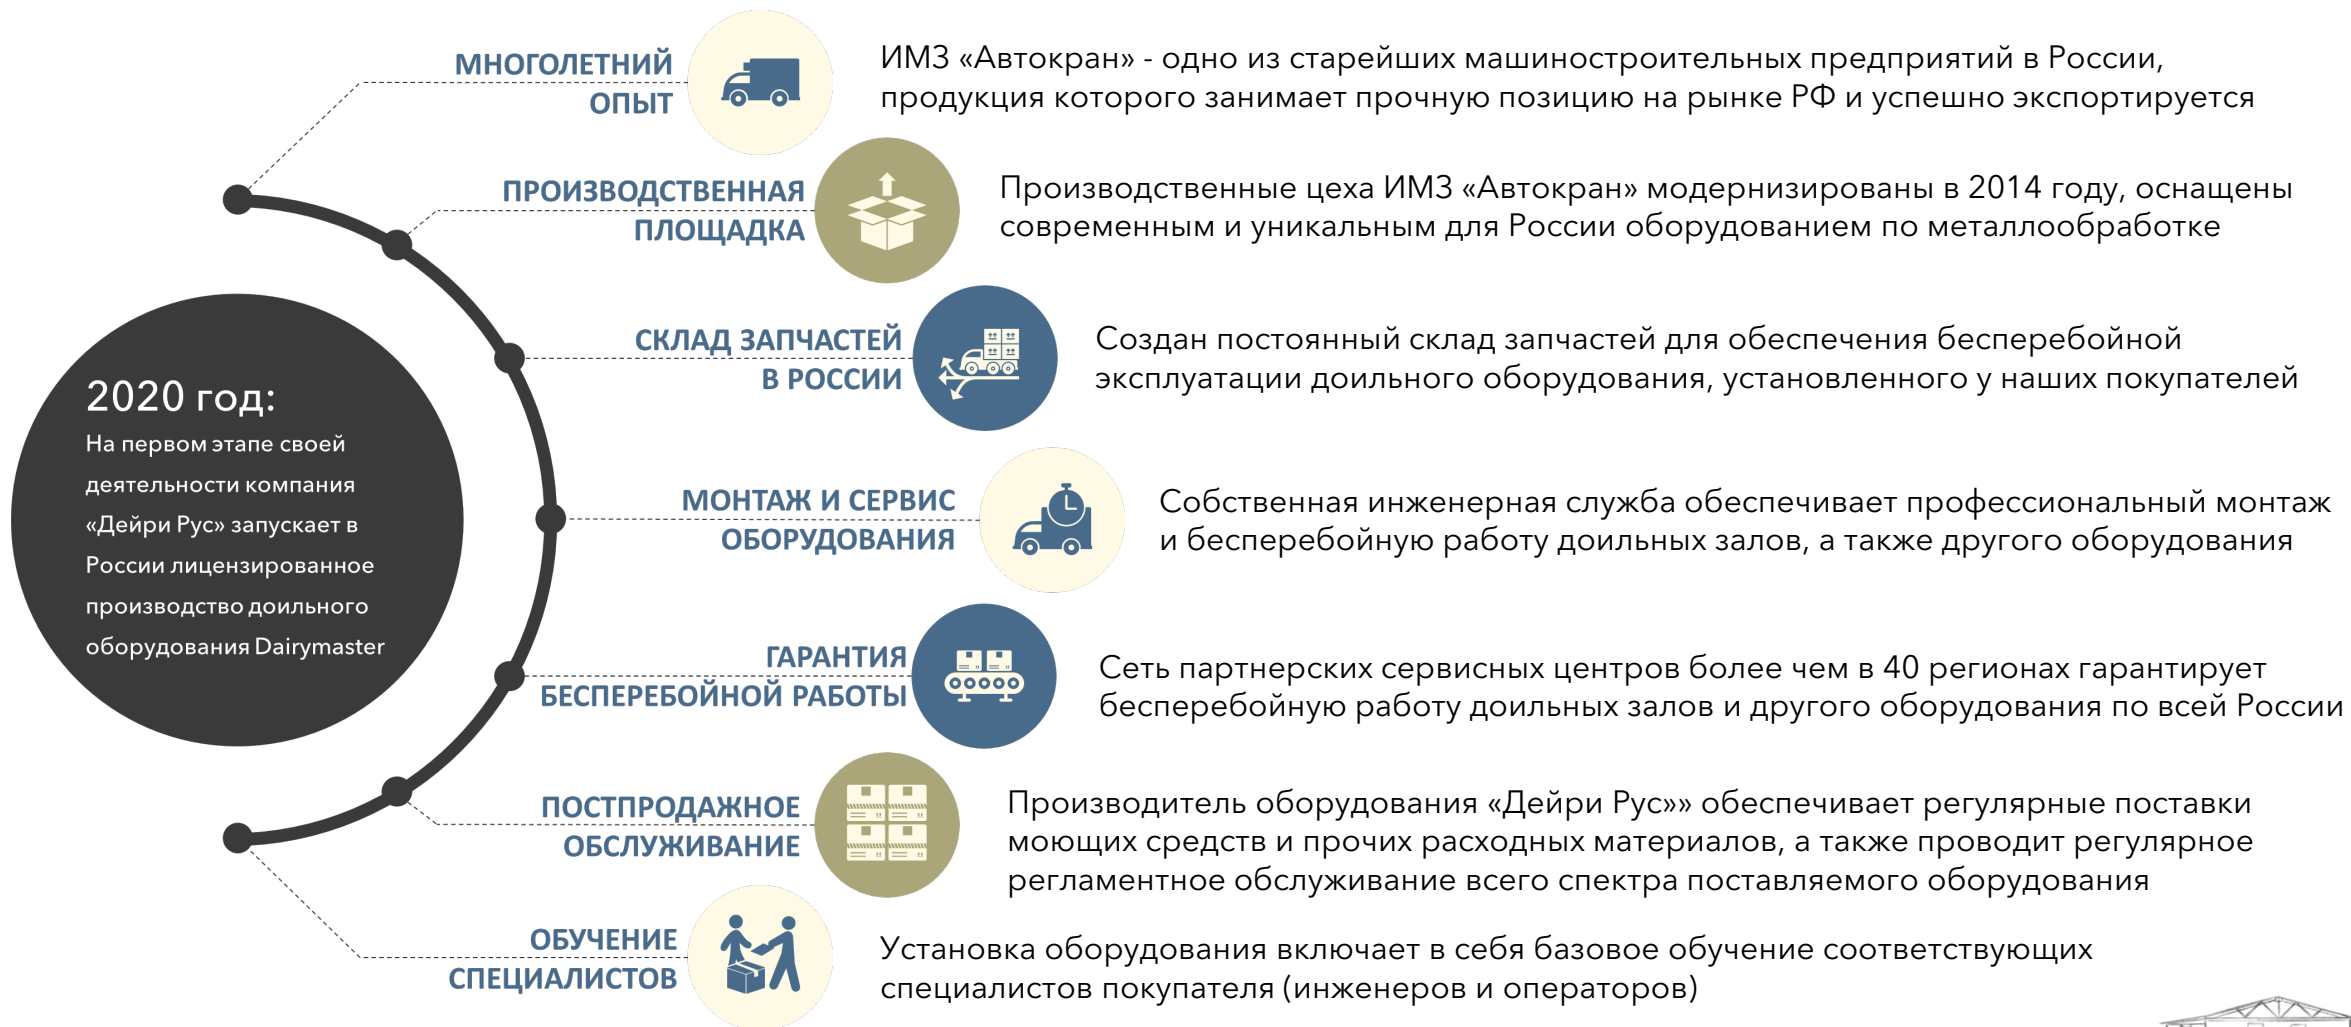 2020 год:
На первом этапе своей
деятельности компания
«Дейри Рус» запускает в
России лицензированное
производство доильного
оборудования Dairymaster
МНОГОЛЕТНИЙ
ОПЫТ
ИМЗ «Автокран» - одно из старейших машиностроительных предприятий в России,
продукция которого занимает прочную позицию на рынке РФ и успешно экспортируется
ПРОИЗВОДСТВЕННАЯ
ПЛОЩАДКА
Производственные цеха ИМЗ «Автокран» модернизированы в 2014 году, оснащены
современным и уникальным для России оборудованием по металлообработке
СКЛАД ЗАПЧАСТЕЙ
В РОССИИ
Создан постоянный склад запчастей для обеспечения бесперебойной
эксплуатации доильного оборудования, установленного у наших покупателей
МОНТАЖ И СЕРВИС
ОБОРУДОВАНИЯ
Собственная инженерная служба обеспечивает профессиональный монтаж
и бесперебойную работу доильных залов, а также другого оборудования
ГАРАНТИЯ
БЕСПЕРЕБОЙНОЙ РАБОТЫ
Сеть партнерских сервисных центров более чем в 40 регионах гарантирует
бесперебойную работу доильных залов и другого оборудования по всей России
ПОСТПРОДАЖНОЕ
ОБСЛУЖИВАНИЕ
Производитель оборудования «Дейри Рус»» обеспечивает регулярные поставки
моющих средств и прочих расходных материалов, а также проводит регулярное
регламентное обслуживание всего спектра поставляемого оборудования
ОБУЧЕНИЕ
СПЕЦИАЛИСТОВ
Установка оборудования включает в себя базовое обучение соответствующих
специалистов покупателя (инженеров и операторов)